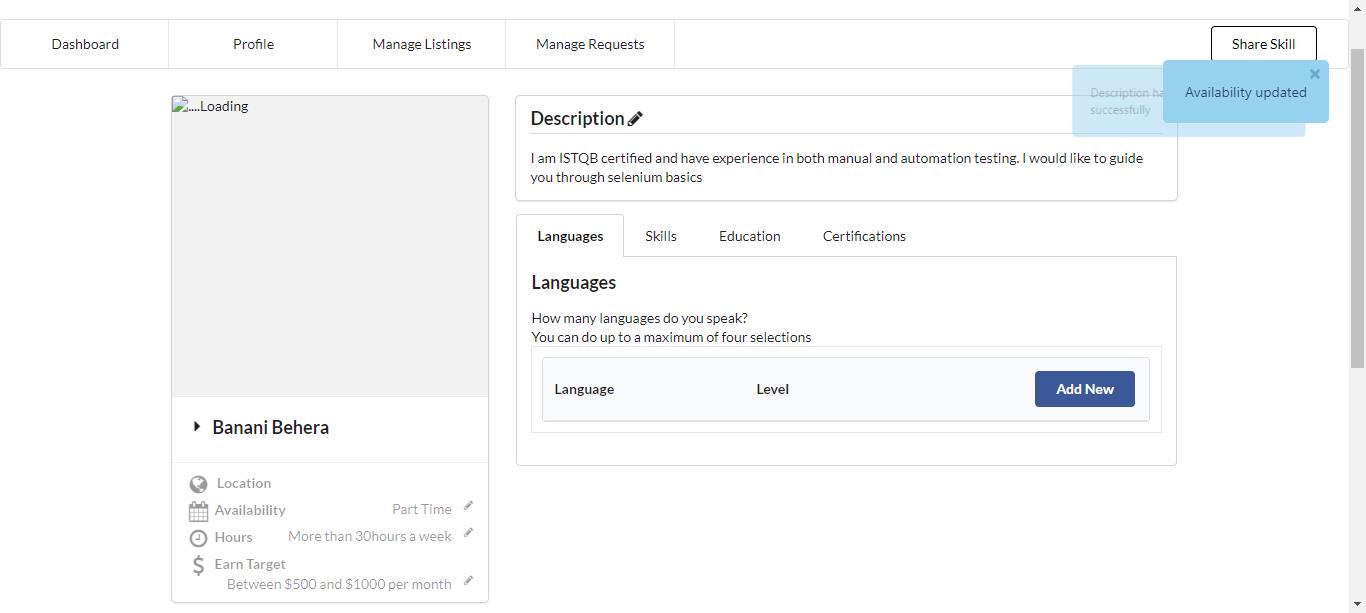 Dashboard
Profile
Manage Listings
Manage Requests
Share Skill
Description
successfully
Availability updated
....Loading
Description
I am ISTQB certified and have experience in both manual and automation testing. I would like to guide
you through selenium basics
Languages
Skills
Education
Certifications
Languages
How many languages do you speak?
You can do up to a maximum of four selections
Language
Level
Add New
Banani Behera
Location
Availability
Part Time
Hours
More than 30hours a week
Earn Target
Between $500 and $1000 per month